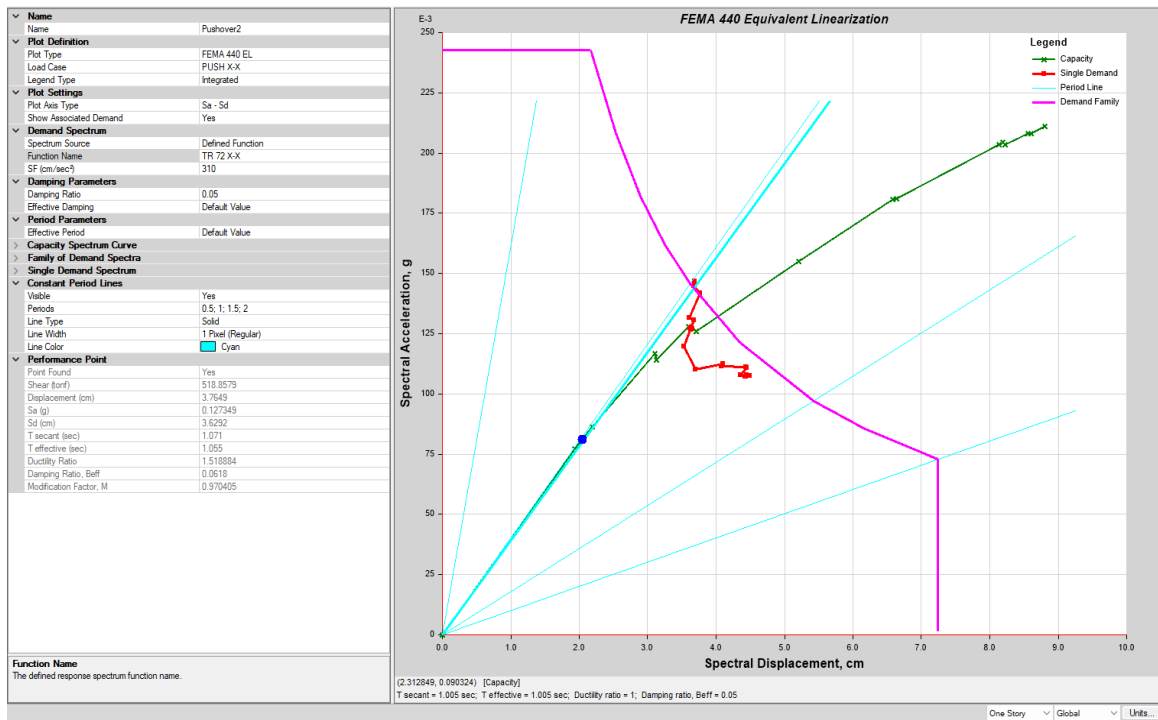 Name
Name Pushover2
Plot Definition
Plot Type FEMA 440 EL
Load Case PUSH X-X
Legend Type Integrated
Plot Settings
Plot Axis Type Sa - Sd
Show Associated Demand Yes
Demand Spectrum
Spectrum Source Defined Function
Function Name TR 72 X-X
SF (cm/sec²) 310
Damping Parameters
Damping Ratio 0.05
Effective Damping Default Value
Period Parameters
Effective Period Default Value
Capacity Spectrum Curve
Family of Demand Spectra
Single Demand Spectrum
Constant Period Lines
Visible Yes
Periods 0.5; 1; 1.5; 2
Line Type Solid
Line Width 1 Pixel (Regular)
Line Color Cyan
Performance Point
Point Found Yes
Shear (tonf) 518.8579
Displacement (cm) 3.7649
Sa (g) 0.127349
Sd (cm) 3.6292
T secant (sec) 1.071
T effective (sec) 1.055
Ductility Ratio 1.518884
Damping Ratio, Beff 0.0618
Modification Factor, M 0.970405
Function Name
The defined response spectrum function name.
FEMA 440 Equivalent Linearization
E-3
250
225
200
175
150
125
100
75
50
25
0
Spectral Acceleration, g
Legend
Capacity
Single Demand
Period Line
Demand Family
0.0 1.0 2.0 3.0 4.0 5.0 6.0 7.0 8.0 9.0 10.0
Spectral Displacement, cm
(2.312849, 0.090324) [Capacity]
T secant = 1.005 sec; T effective = 1.005 sec; Ductility ratio = 1; Damping ratio, Beff = 0.05
One Story Global Units...